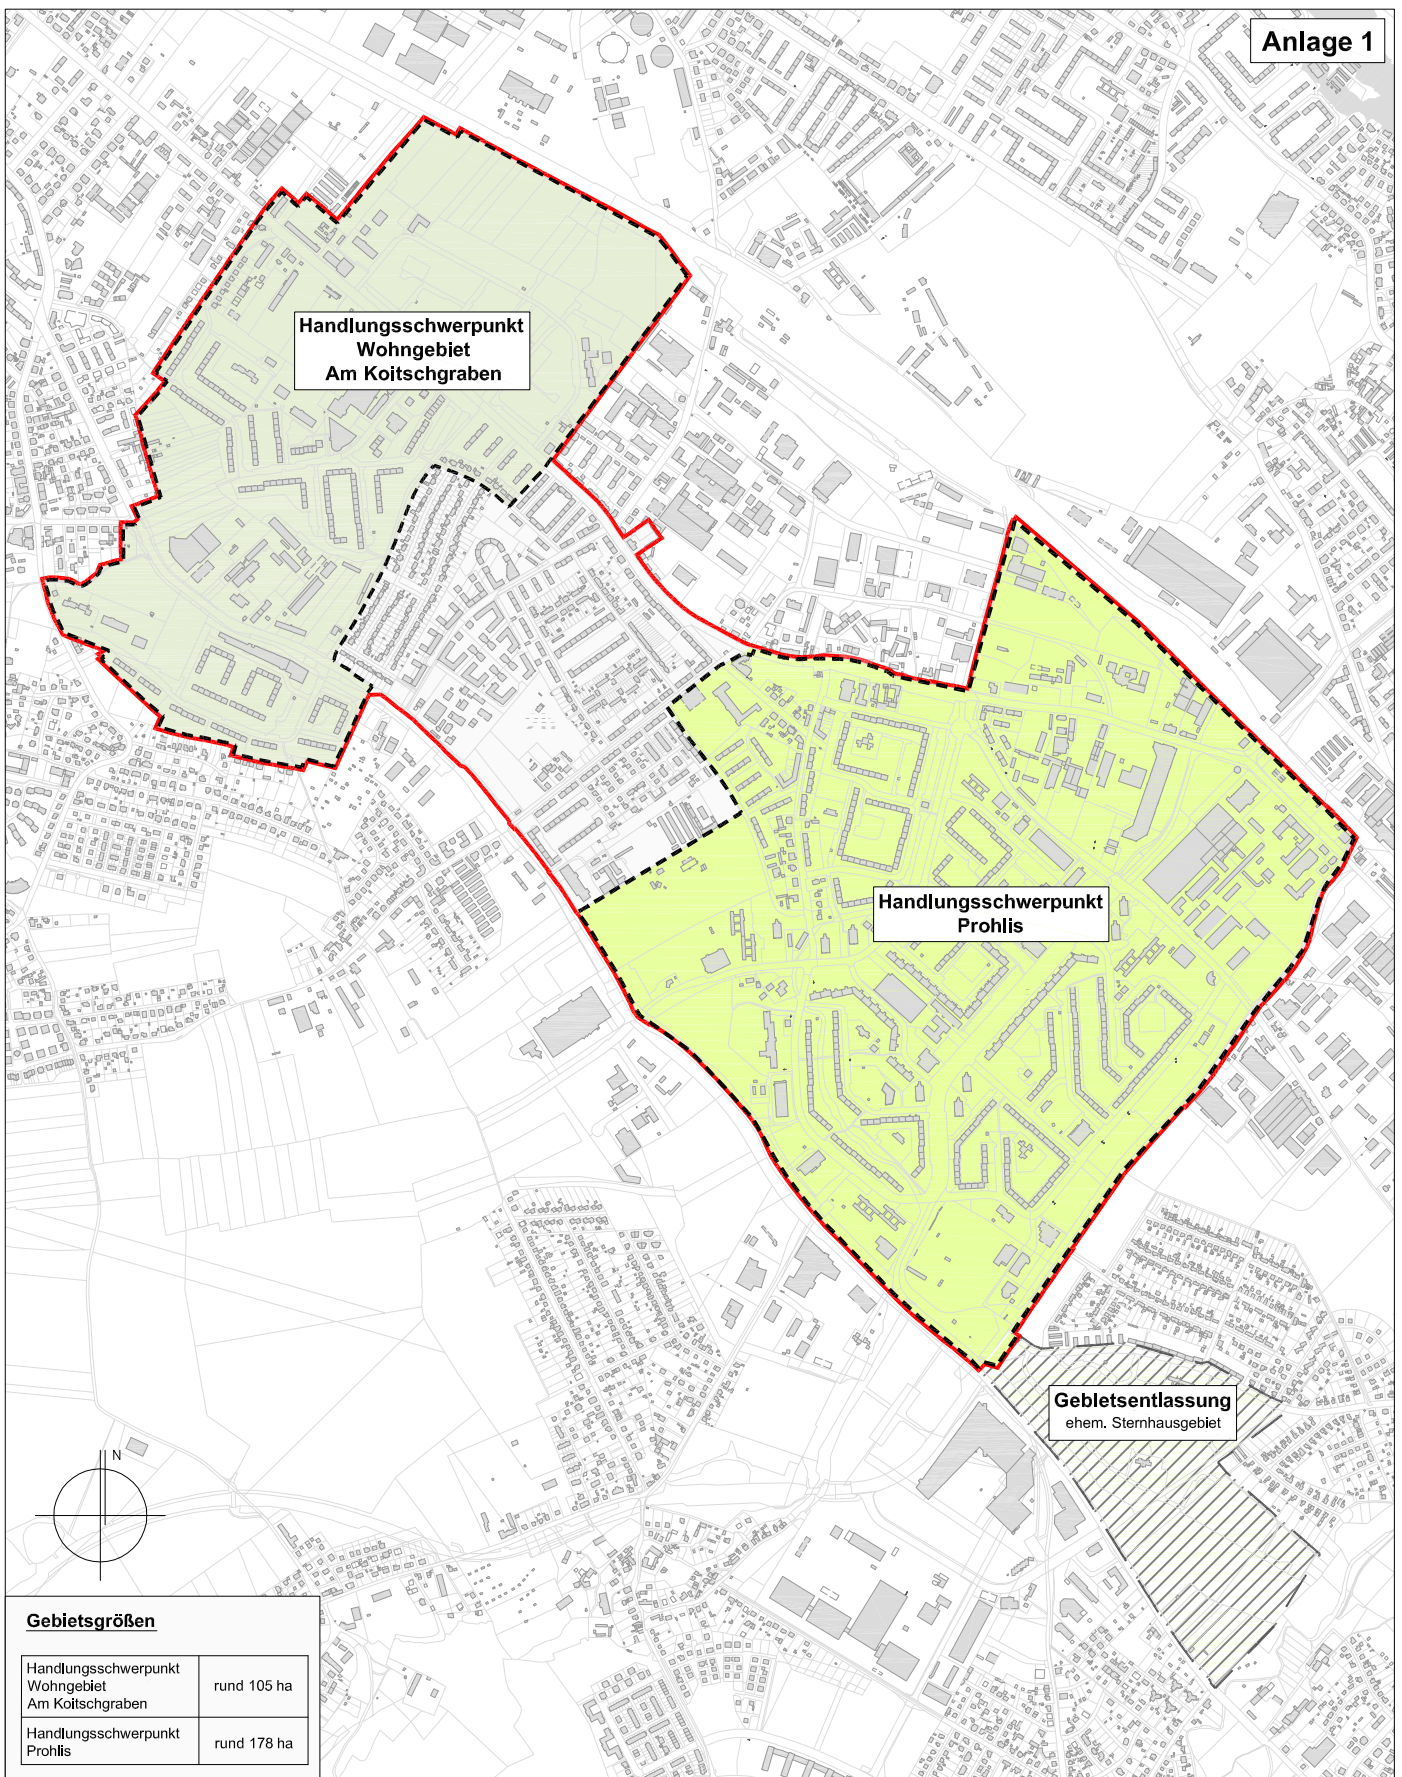 Anlage 1
Handlungsschwerpunkt
Wohngebiet
Am Koitschgraben
Handlungsschwerpunkt
Prohlis
Gebletsentlassung
ehem. Sternhausgebiet
N
Gebietsgrößen
Handlungsschwerpunkt
Wohngebiet
Am Koitschgraben
rund 105 ha
Handlungsschwerpunkt
Prohlis
rund 178 ha